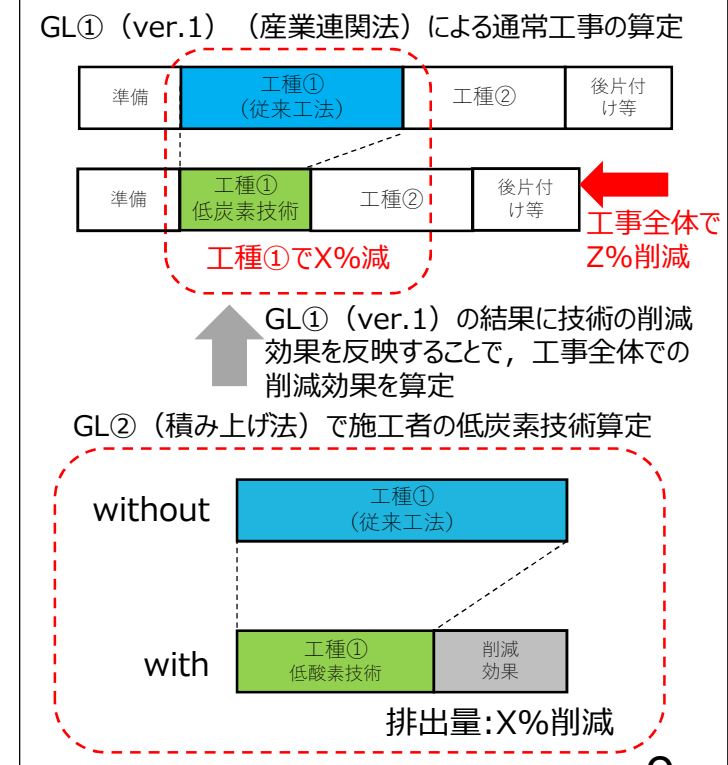 GL①（ver.1）（産業連関法）による通常工事の算定
準備
工種①
（従来工法）
工種②
後片付
け等
準備
工種①
低炭素技術
工種②
後片付
け等
工事全体で
Z%削減
工種①でX%減
GL①（ver.1）の結果に技術の削減
効果を反映することで，工事全体での
削減効果を算定
GL②（積み上げ法）で施工者の低炭素技術算定
without
工種①
（従来工法）
with
工種①
低酸素技術
削減
効果
排出量:X%削減